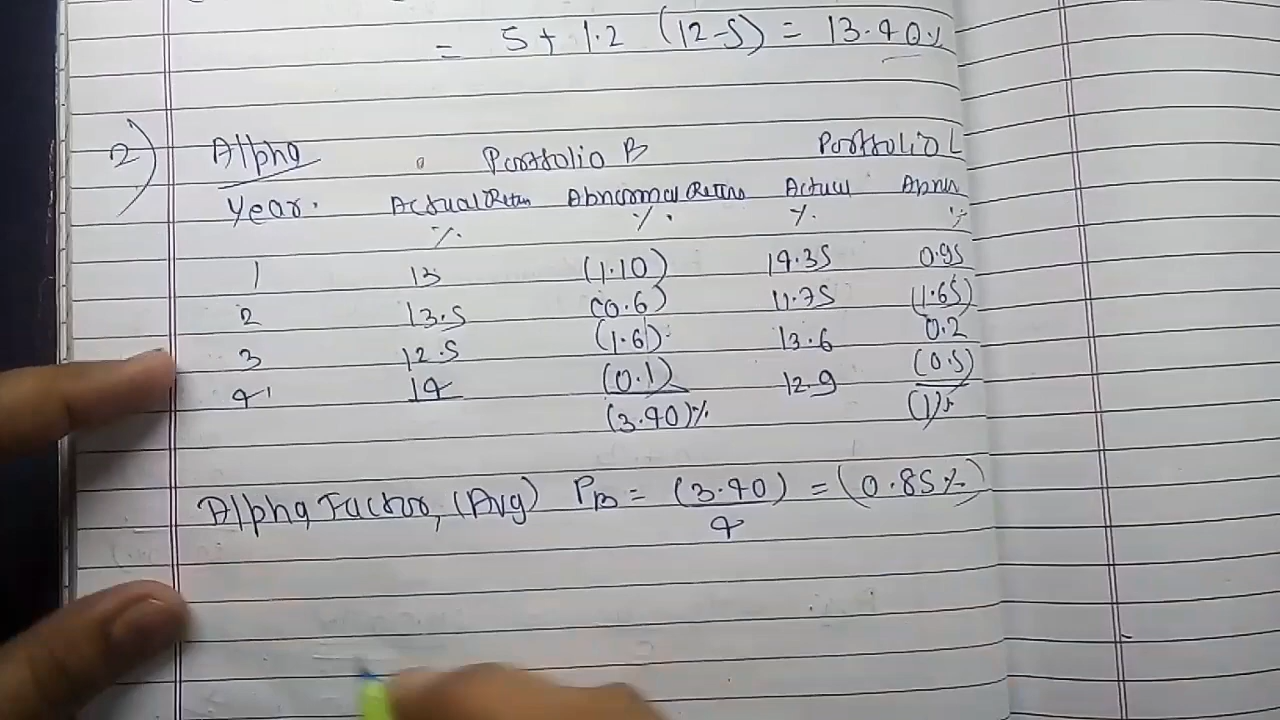 = 5 + 1.2 (12-5) = 13.40%
2) Alpha Portfolio B Portfolio L
Year. Actual Return Abnormal Returns Actual Abnor
% % % %
1 13 (1.10) 14.35 0.95
2 13.5 (0.6) 11.75 (1.65)
3 12.5 (1.6) 13.6 0.2
4 14 (0.1) 12.9 (0.5)
(3.40)% (1)%
Alpha Factor, (Avg) PB = (3.40) = (0.85%)
4